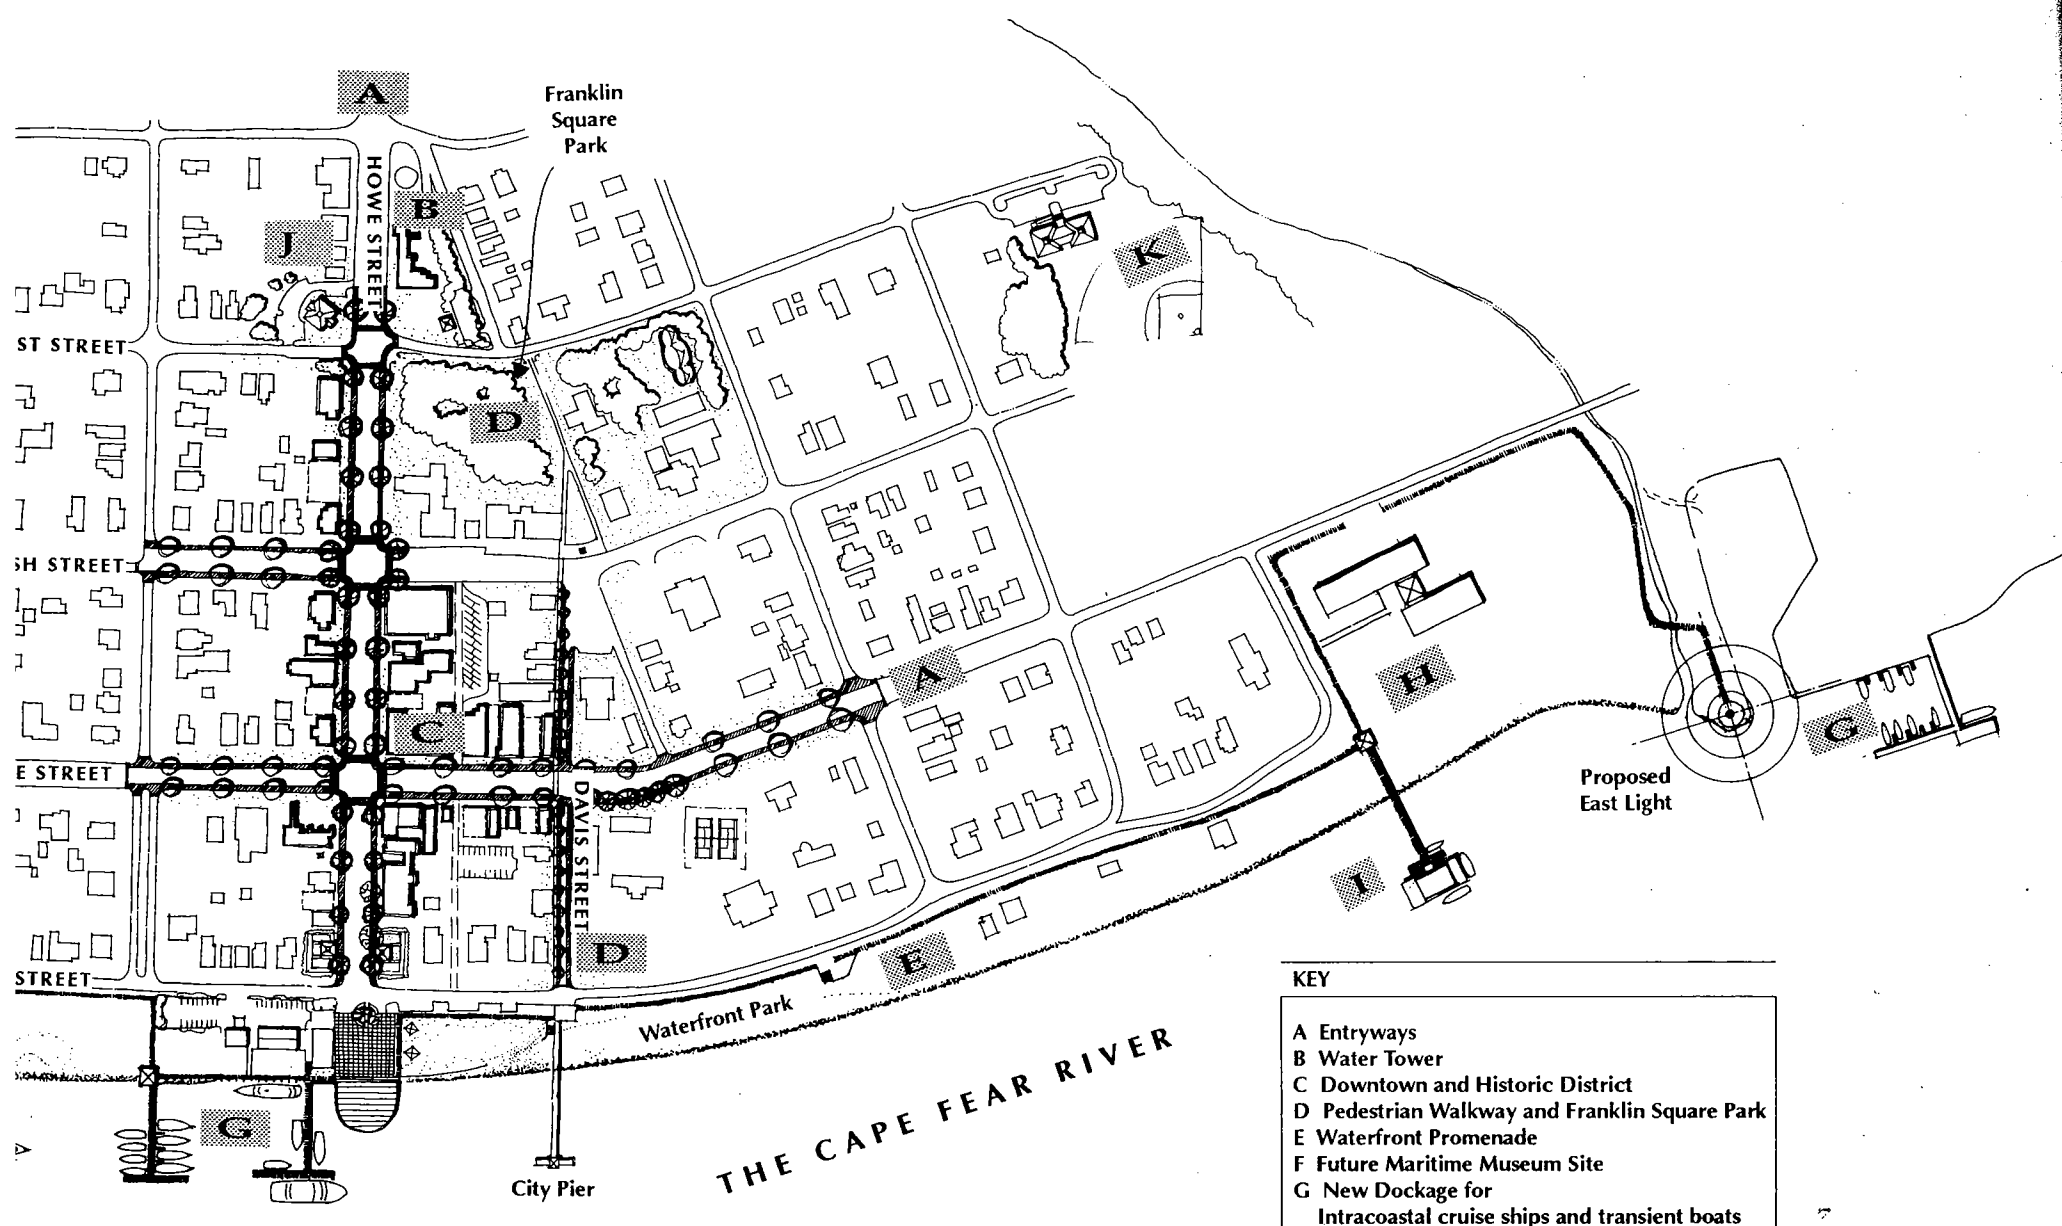 A
Franklin
Square
Park
HOWE STREET
B
J
K
ST STREET
D
SH STREET
A
H
C
G
E STREET
Proposed
East Light
DAVIS STREET
I
D
E
STREET
Waterfront Park
THE CAPE FEAR RIVER
G
City Pier
KEY
A Entryways
B Water Tower
C Downtown and Historic District
D Pedestrian Walkway and Franklin Square Park
E Waterfront Promenade
F Future Maritime Museum Site
G New Dockage for
Intracoastal cruise ships and transient boats